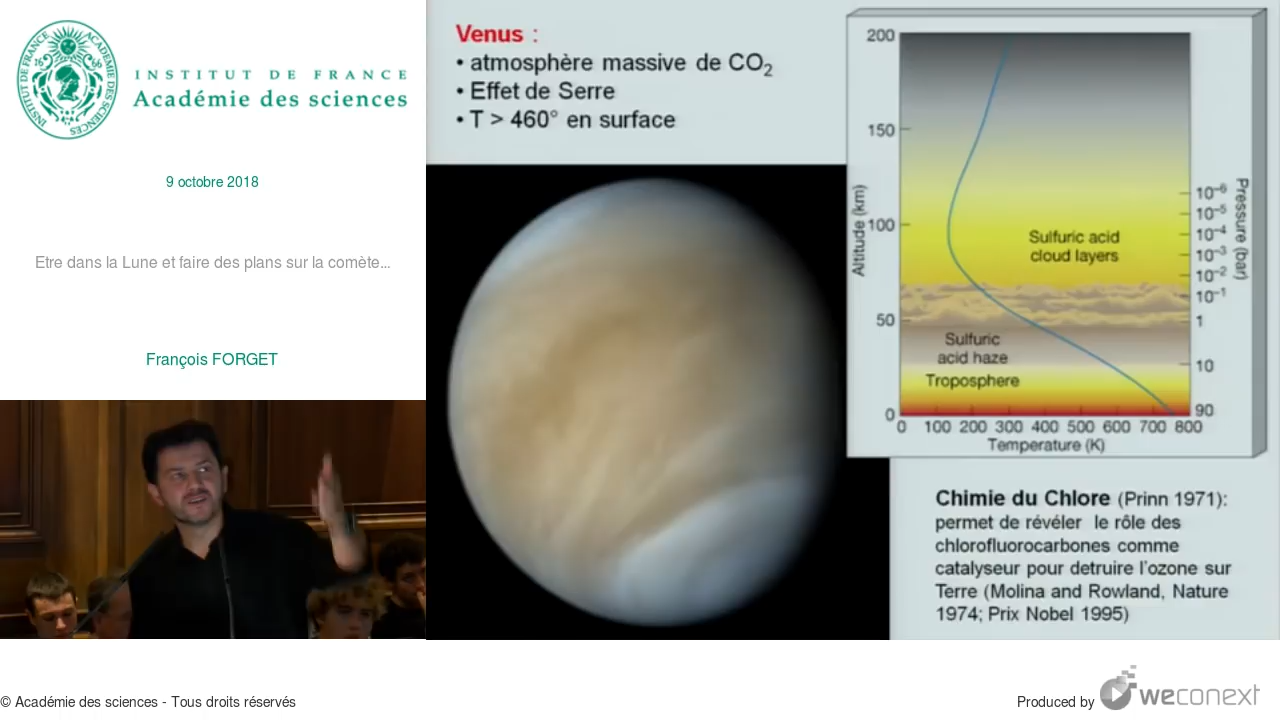 INSTITUT DE FRANCE
Académie des sciences
9 octobre 2018
Etre dans la Lune et faire des plans sur la comète...
François FORGET
Venus :
• atmosphère massive de CO2
• Effet de Serre
• T > 460° en surface
200
150
100
50
0
Altitude (km)
Sulfuric acid
cloud layers
Sulfuric
acid haze
Troposphere
10–6
10–5
10–4
10–3
10–2
10–1
1
10
90
Pressure (bar)
0 100 200 300 400 500 600 700 800
Temperature (K)
Chimie du Chlore (Prinn 1971):
permet de révéler le rôle des
chlorofluorocarbones comme
catalyseur pour detruire l'ozone sur
Terre (Molina and Rowland, Nature
1974; Prix Nobel 1995)
© Académie des sciences - Tous droits réservés
Produced by weconext